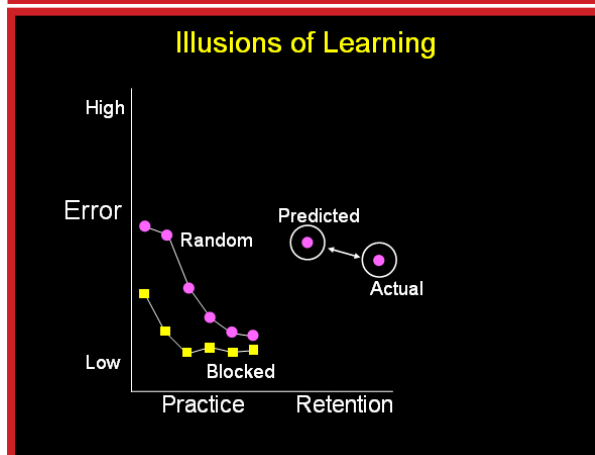 Illusions of Learning
High
Error
Predicted
Random
Actual
Low
Blocked
Practice
Retention